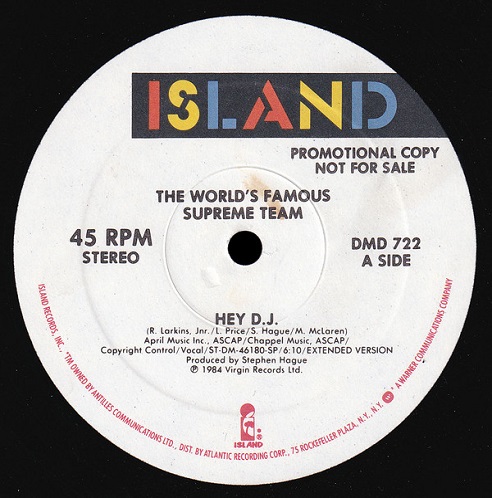 ISLAND
PROMOTIONAL COPY
NOT FOR SALE
THE WORLD'S FAMOUS
SUPREME TEAM
45 RPM
STEREO
DMD 722
A SIDE
HEY D.J.
(R. Larkins, Jnr./L. Price/S. Hague/M. McLaren)
April Music Inc., ASCAP/Chappel Music, ASCAP/
Copyright Control/Vocal/ST-DM-46180-SP/6:10/EXTENDED VERSION
Produced by Stephen Hague
℗ 1984 Virgin Records Ltd.
ISLAND
ISLAND RECORDS, INC. *TM OWNED BY ANTILLES COMMUNICATIONS LTD., DIST. BY ATLANTIC RECORDING CORP., 75 ROCKEFELLER PLAZA, N.Y., N.Y. A WARNER COMMUNICATIONS COMPANY